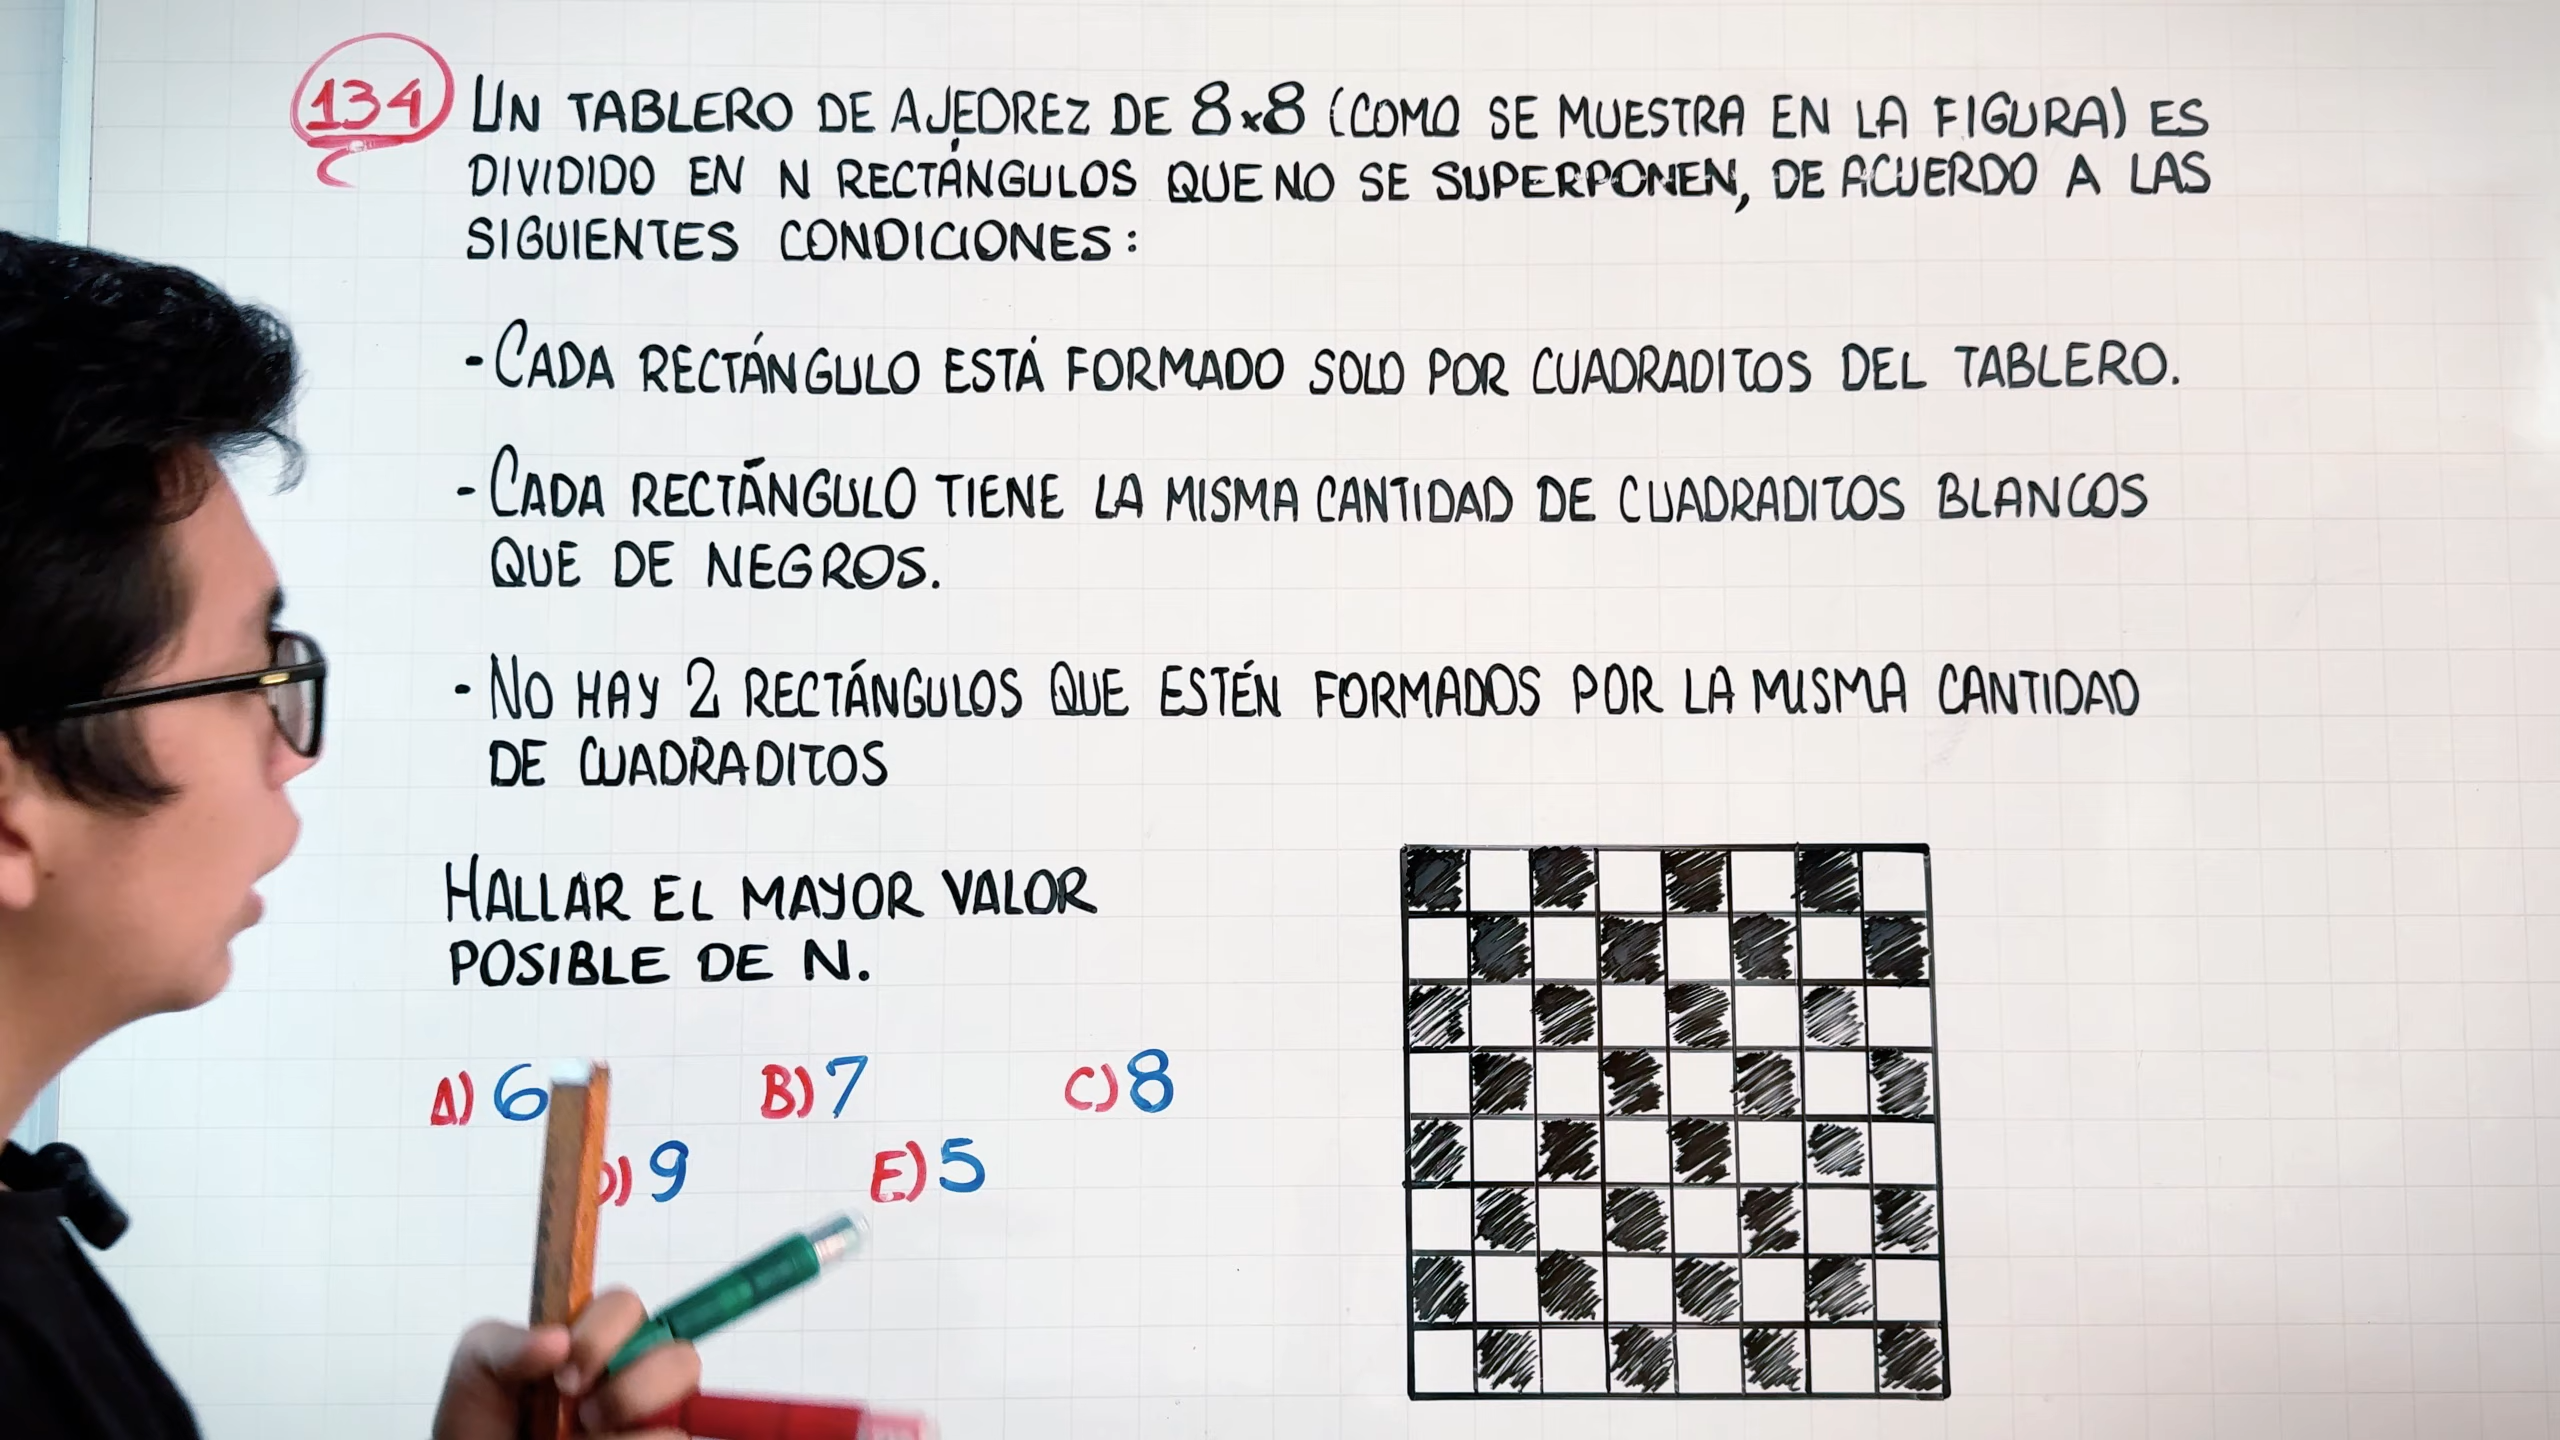 134 UN TABLERO DE AJEDREZ DE 8x8 (COMO SE MUESTRA EN LA FIGURA) ES
DIVIDIDO EN N RECTÁNGULOS QUE NO SE SUPERPONEN, DE ACUERDO A LAS
SIGUIENTES CONDICIONES:
- CADA RECTÁNGULO ESTÁ FORMADO SOLO POR CUADRADITOS DEL TABLERO.
- CADA RECTÁNGULO TIENE LA MISMA CANTIDAD DE CUADRADITOS BLANCOS
QUE DE NEGROS.
- NO HAY 2 RECTÁNGULOS QUE ESTÉN FORMADOS POR LA MISMA CANTIDAD
DE CUADRADITOS
HALLAR EL MAYOR VALOR
POSIBLE DE N.
A) 6 B) 7 C) 8
D) 9 E) 5